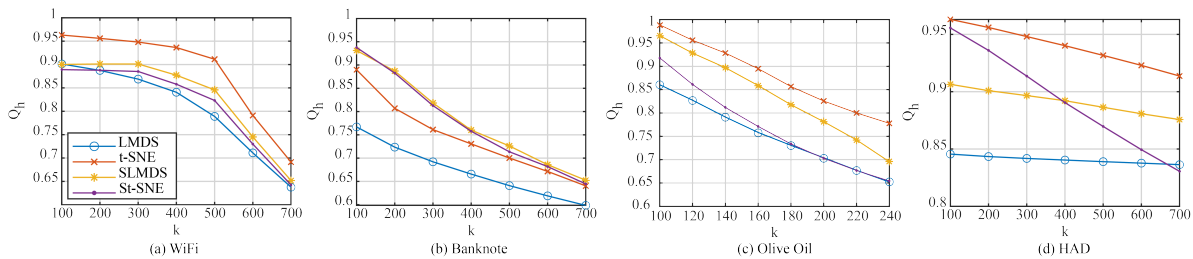 1
0.95
0.9
0.85
0.8
0.75
0.7
0.65
Q_h
LMDS
t-SNE
SLMDS
St-SNE
100 200 300 400 500 600 700
k
(a) WiFi
1
0.95
0.9
0.85
0.8
0.75
0.7
0.65
0.6
Q_h
100 200 300 400 500 600 700
k
(b) Banknote
1
0.95
0.9
0.85
0.8
0.75
0.7
0.65
0.6
Q_h
100 120 140 160 180 200 220 240
k
(c) Olive Oil
0.95
0.9
0.85
0.8
Q_h
100 200 300 400 500 600 700
k
(d) HAD